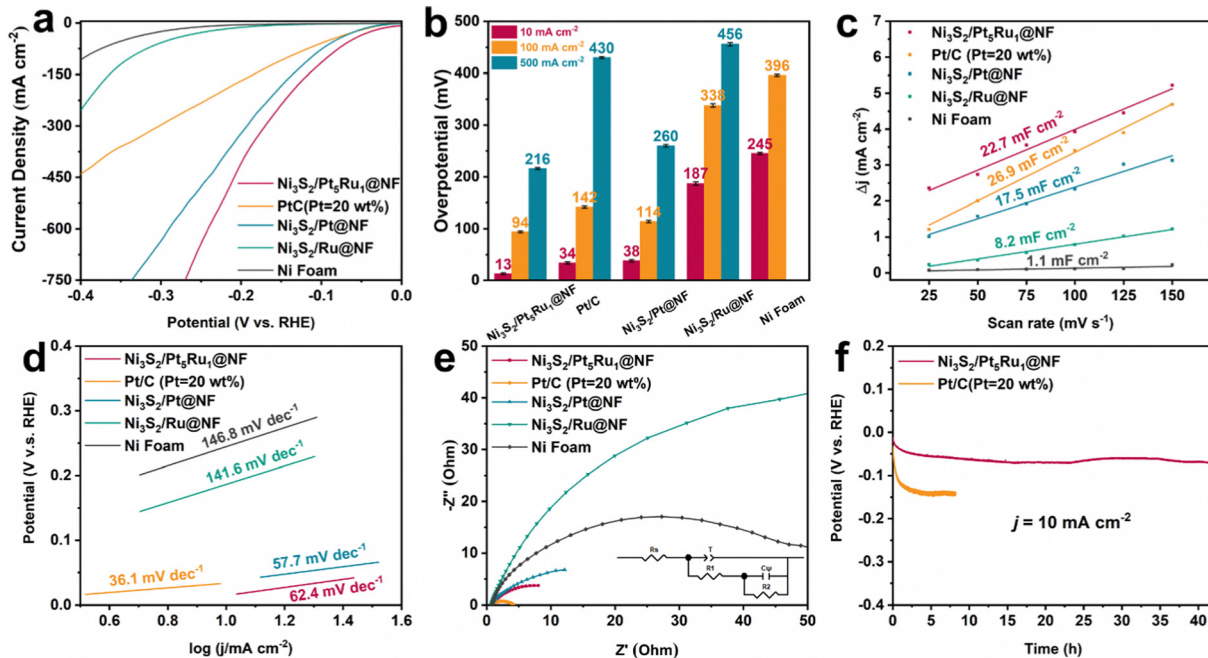 a
Current Density (mA cm⁻²)
0
-150
-300
-450
-600
-750
-0.4
-0.3
-0.2
-0.1
0.0
Potential (V vs. RHE)
Ni₃S₂/Pt₅Ru₁@NF
PtC(Pt=20 wt%)
Ni₃S₂/Pt@NF
Ni₃S₂/Ru@NF
Ni Foam
b
Overpotential (mV)
500
400
300
200
100
0
10 mA cm⁻²
100 mA cm⁻²
500 mA cm⁻²
13
94
216
34
142
430
38
114
260
187
338
456
245
396
Ni₃S₂/Pt₅Ru₁@NF
Pt/C
Ni₃S₂/Pt@NF
Ni₃S₂/Ru@NF
Ni Foam
c
Δj (mA cm⁻²)
7
6
5
4
3
2
1
0
25
50
75
100
125
150
Scan rate (mV s⁻¹)
Ni₃S₂/Pt₅Ru₁@NF
Pt/C (Pt=20 wt%)
Ni₃S₂/Pt@NF
Ni₃S₂/Ru@NF
Ni Foam
22.7 mF cm⁻²
26.9 mF cm⁻²
17.5 mF cm⁻²
8.2 mF cm⁻²
1.1 mF cm⁻²
d
Potential (V v.s. RHE)
0.4
0.3
0.2
0.1
0.0
0.6
0.8
1.0
1.2
1.4
1.6
log (j/mA cm⁻²)
Ni₃S₂/Pt₅Ru₁@NF
Pt/C (Pt=20 wt%)
Ni₃S₂/Pt@NF
Ni₃S₂/Ru@NF
Ni Foam
146.8 mV dec⁻¹
141.6 mV dec⁻¹
57.7 mV dec⁻¹
36.1 mV dec⁻¹
62.4 mV dec⁻¹
e
-Z'' (Ohm)
50
40
30
20
10
0
0
10
20
30
40
50
Z' (Ohm)
Ni₃S₂/Pt₅Ru₁@NF
Pt/C (Pt=20 wt%)
Ni₃S₂/Pt@NF
Ni₃S₂/Ru@NF
Ni Foam
Rs
T
R1
Cψ
R2
f
Potential (V vs. RHE)
0.2
0.1
0.0
-0.1
-0.2
-0.3
-0.4
0
5
10
15
20
25
30
35
40
Time (h)
Ni₃S₂/Pt₅Ru₁@NF
Pt/C(Pt=20 wt%)
j = 10 mA cm⁻²